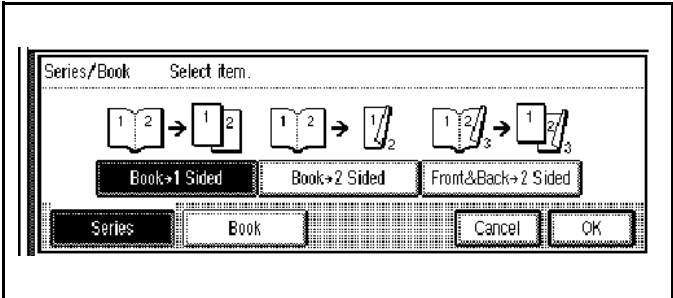 Series/Book Select item.
1 2 → 1 2 1 2 → 1 2 1 2 3 → 1 2 3
Book→1 Sided Book→2 Sided Front&Back→2 Sided
Series Book Cancel OK